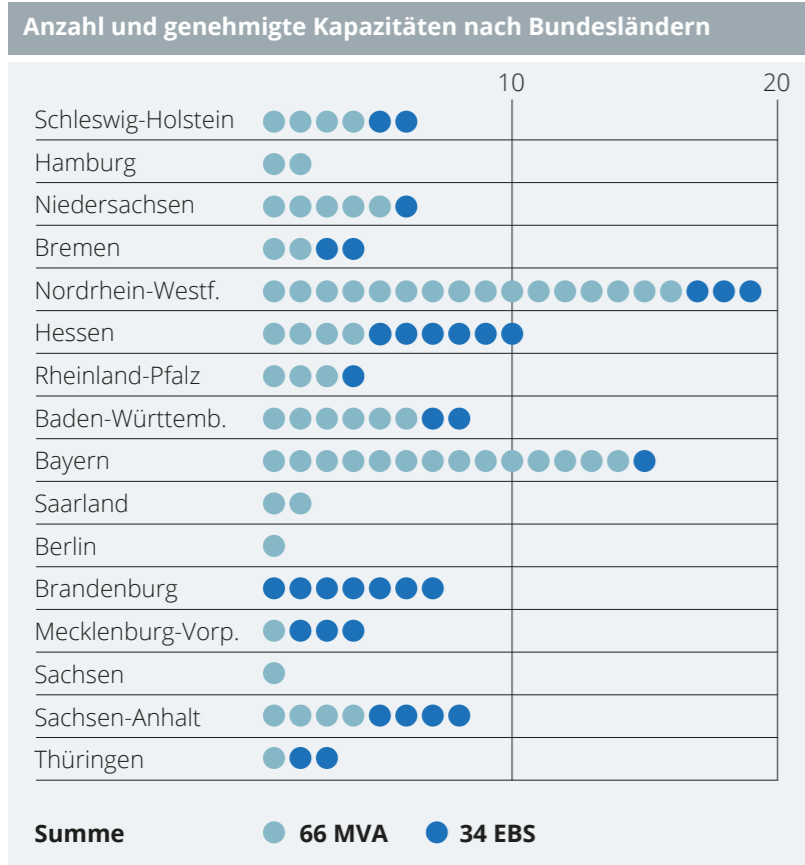 Anzahl und genehmigte Kapazitäten nach Bundesländern
10 20
Schleswig-Holstein
Hamburg
Niedersachsen
Bremen
Nordrhein-Westf.
Hessen
Rheinland-Pfalz
Baden-Württemb.
Bayern
Saarland
Berlin
Brandenburg
Mecklenburg-Vorp.
Sachsen
Sachsen-Anhalt
Thüringen
Summe 66 MVA 34 EBS